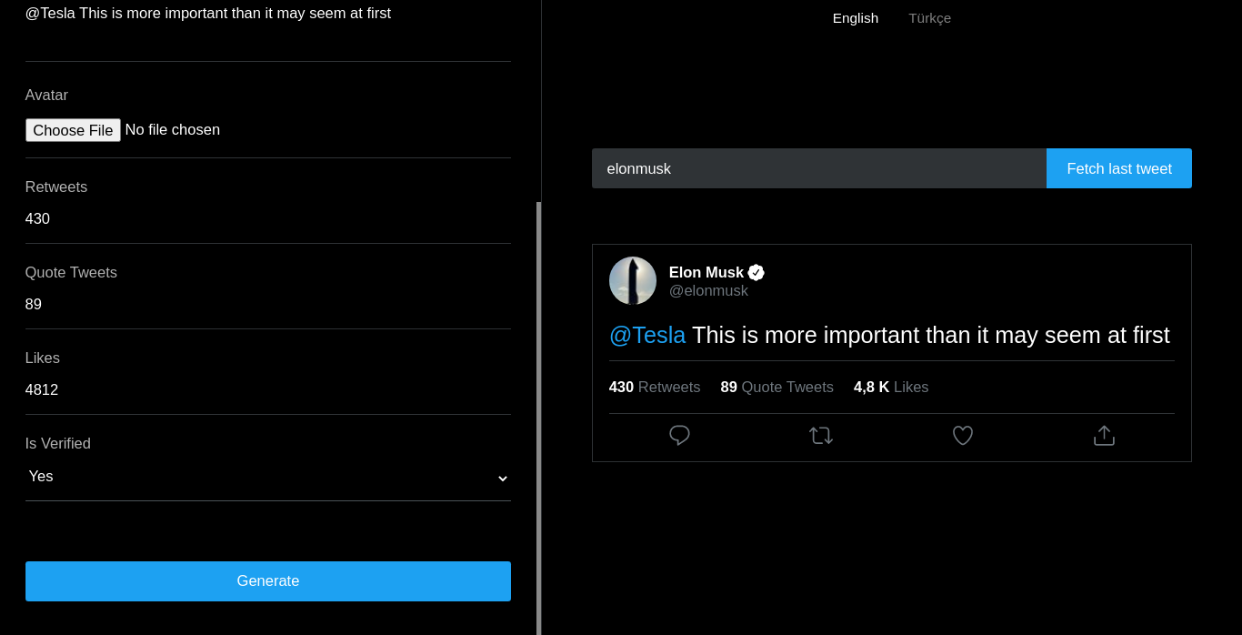 @Tesla This is more important than it may seem at first
Avatar
Choose File No file chosen
Retweets
430
Quote Tweets
89
Likes
4812
Is Verified
Yes
Generate
English Türkçe
elonmusk Fetch last tweet
Elon Musk
@elonmusk
@Tesla This is more important than it may seem at first
430 Retweets 89 Quote Tweets 4,8 K Likes